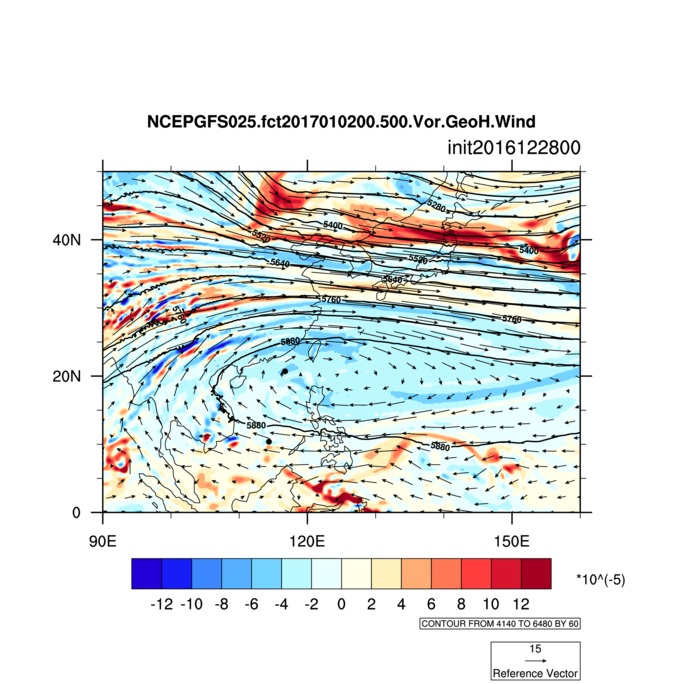 NCEPGFS025.fct2017010200.500.Vor.GeoH.Wind
init2016122800
5280
5400
5520
5400
40N
5520
5640
5640
5760
5760
5760
5880
20N
5880
5880
0
90E 120E 150E
-12 -10 -8 -6 -4 -2 0 2 4 6 8 10 12 *10^(-5)
CONTOUR FROM 4140 TO 6480 BY 60
15
Reference Vector